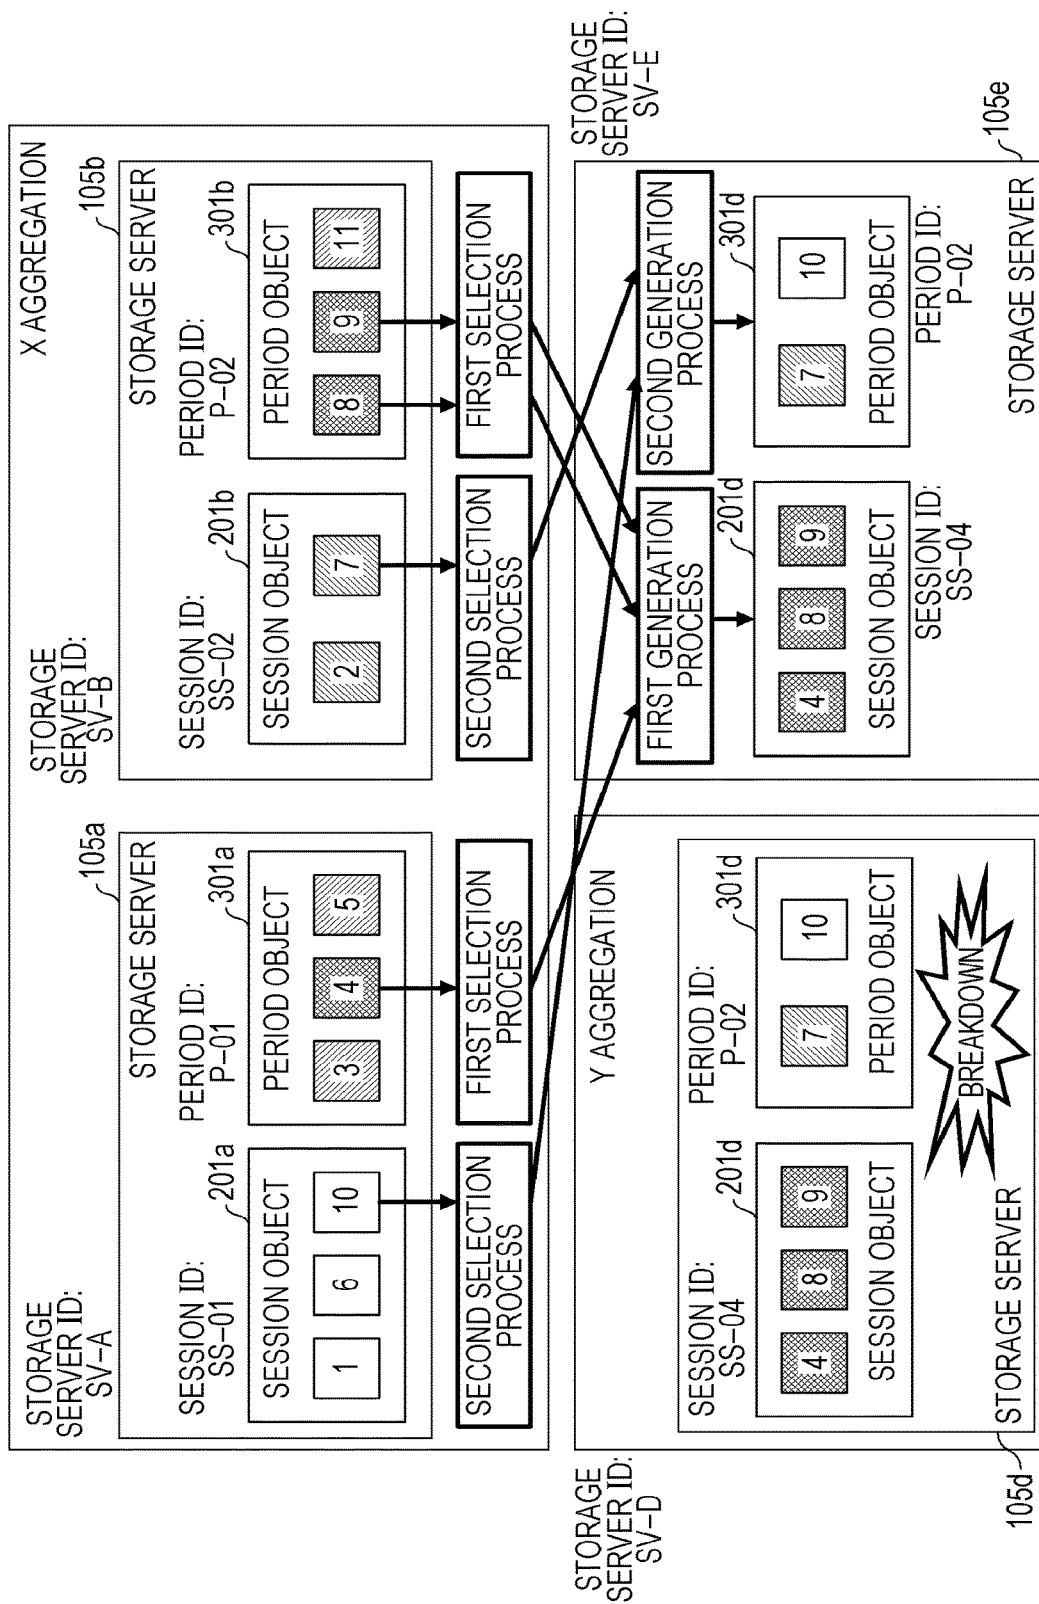 X AGGREGATION
STORAGE
SERVER ID:
SV-A
105a
STORAGE SERVER
SESSION ID:
SS-01
201a
SESSION OBJECT
1
6
10
PERIOD ID:
P-01
301a
PERIOD OBJECT
3
4
5
SECOND SELECTION
PROCESS
FIRST SELECTION
PROCESS
STORAGE
SERVER ID:
SV-B
105b
STORAGE SERVER
SESSION ID:
SS-02
201b
SESSION OBJECT
2
7
PERIOD ID:
P-02
301b
PERIOD OBJECT
8
9
11
SECOND SELECTION
PROCESS
FIRST SELECTION
PROCESS
STORAGE
SERVER ID:
SV-D
Y AGGREGATION
SESSION ID:
SS-04
201d
4
8
9
SESSION OBJECT
PERIOD ID:
P-02
301d
7
10
PERIOD OBJECT
BREAKDOWN
STORAGE SERVER
105d
STORAGE
SERVER ID:
SV-E
FIRST GENERATION
PROCESS
SECOND GENERATION
PROCESS
201d
4
8
9
SESSION OBJECT
SESSION ID:
SS-04
301d
7
10
PERIOD OBJECT
PERIOD ID:
P-02
STORAGE SERVER
105e